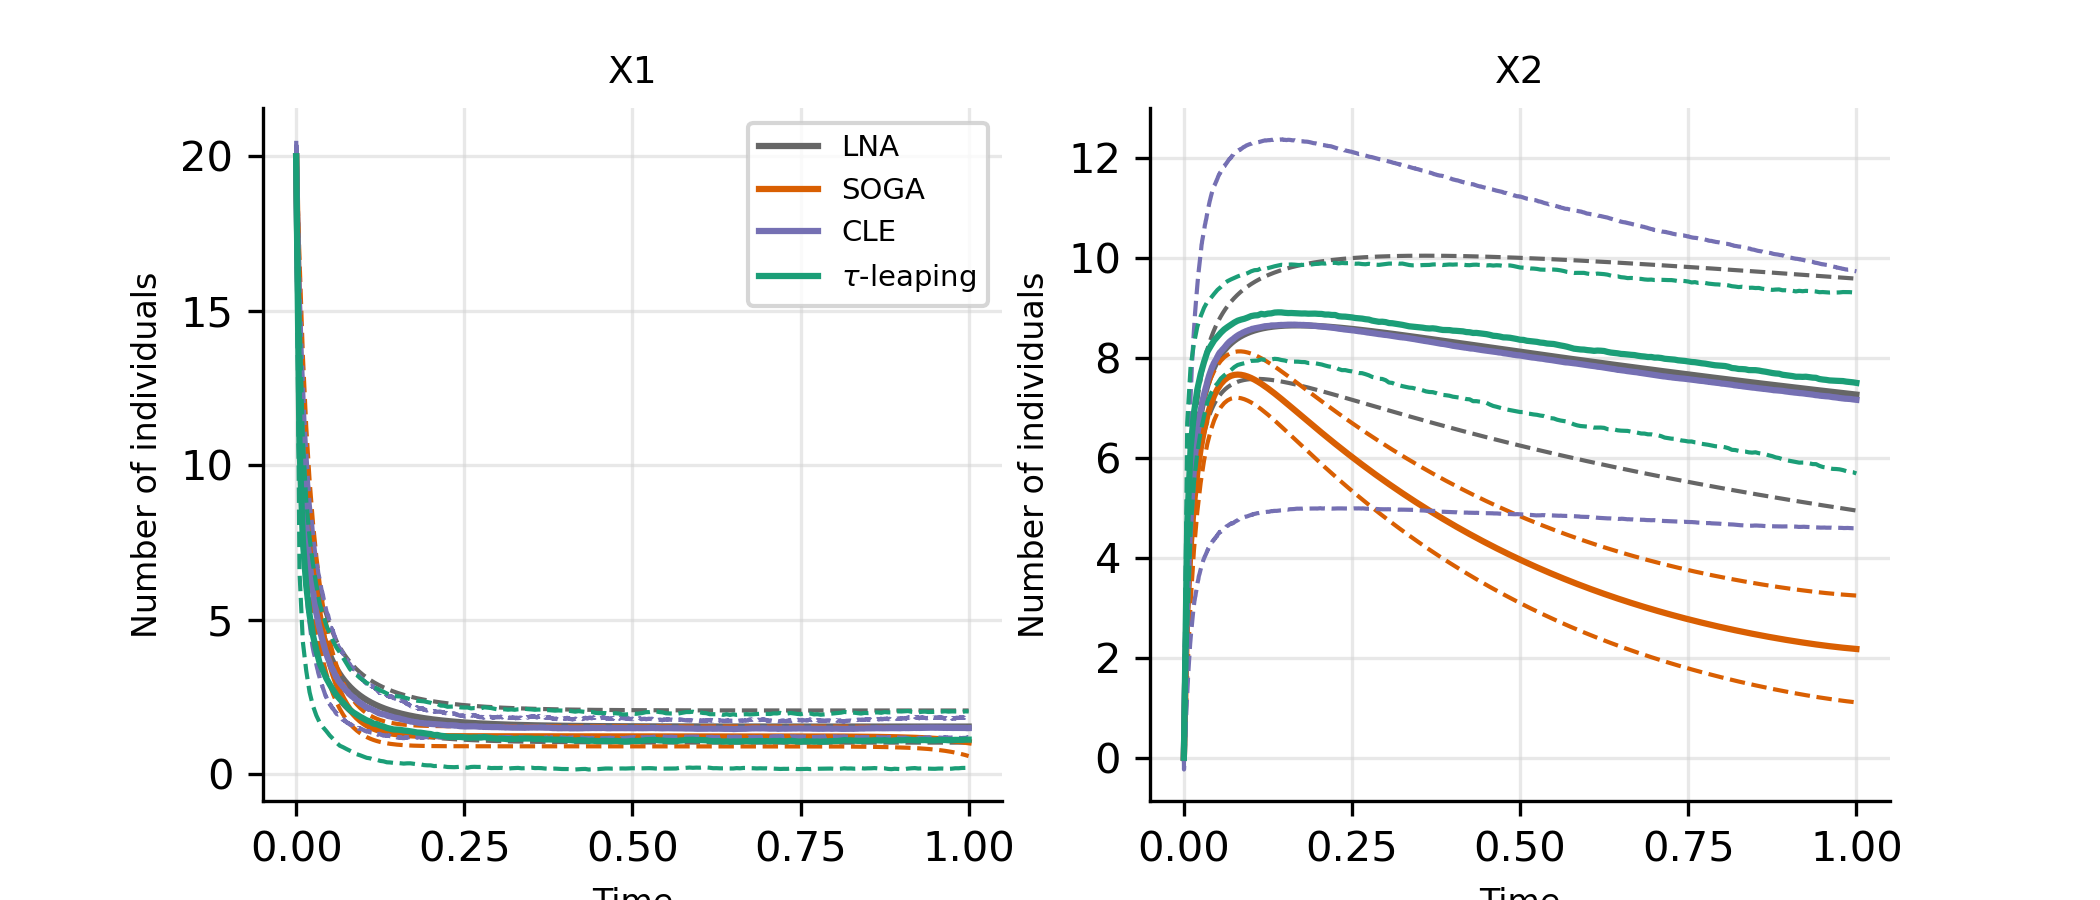 X1
X2
Number of individuals
20
15
10
5
0
LNA
SOGA
CLE
τ-leaping
0.00 0.25 0.50 0.75 1.00
Time
Number of individuals
12
10
8
6
4
2
0
0.00 0.25 0.50 0.75 1.00
Time